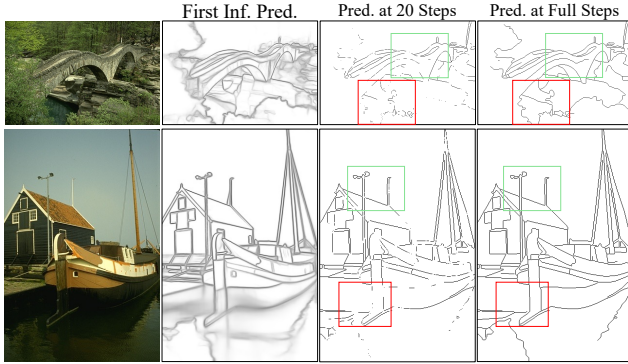 First Inf. Pred.
Pred. at 20 Steps
Pred. at Full Steps